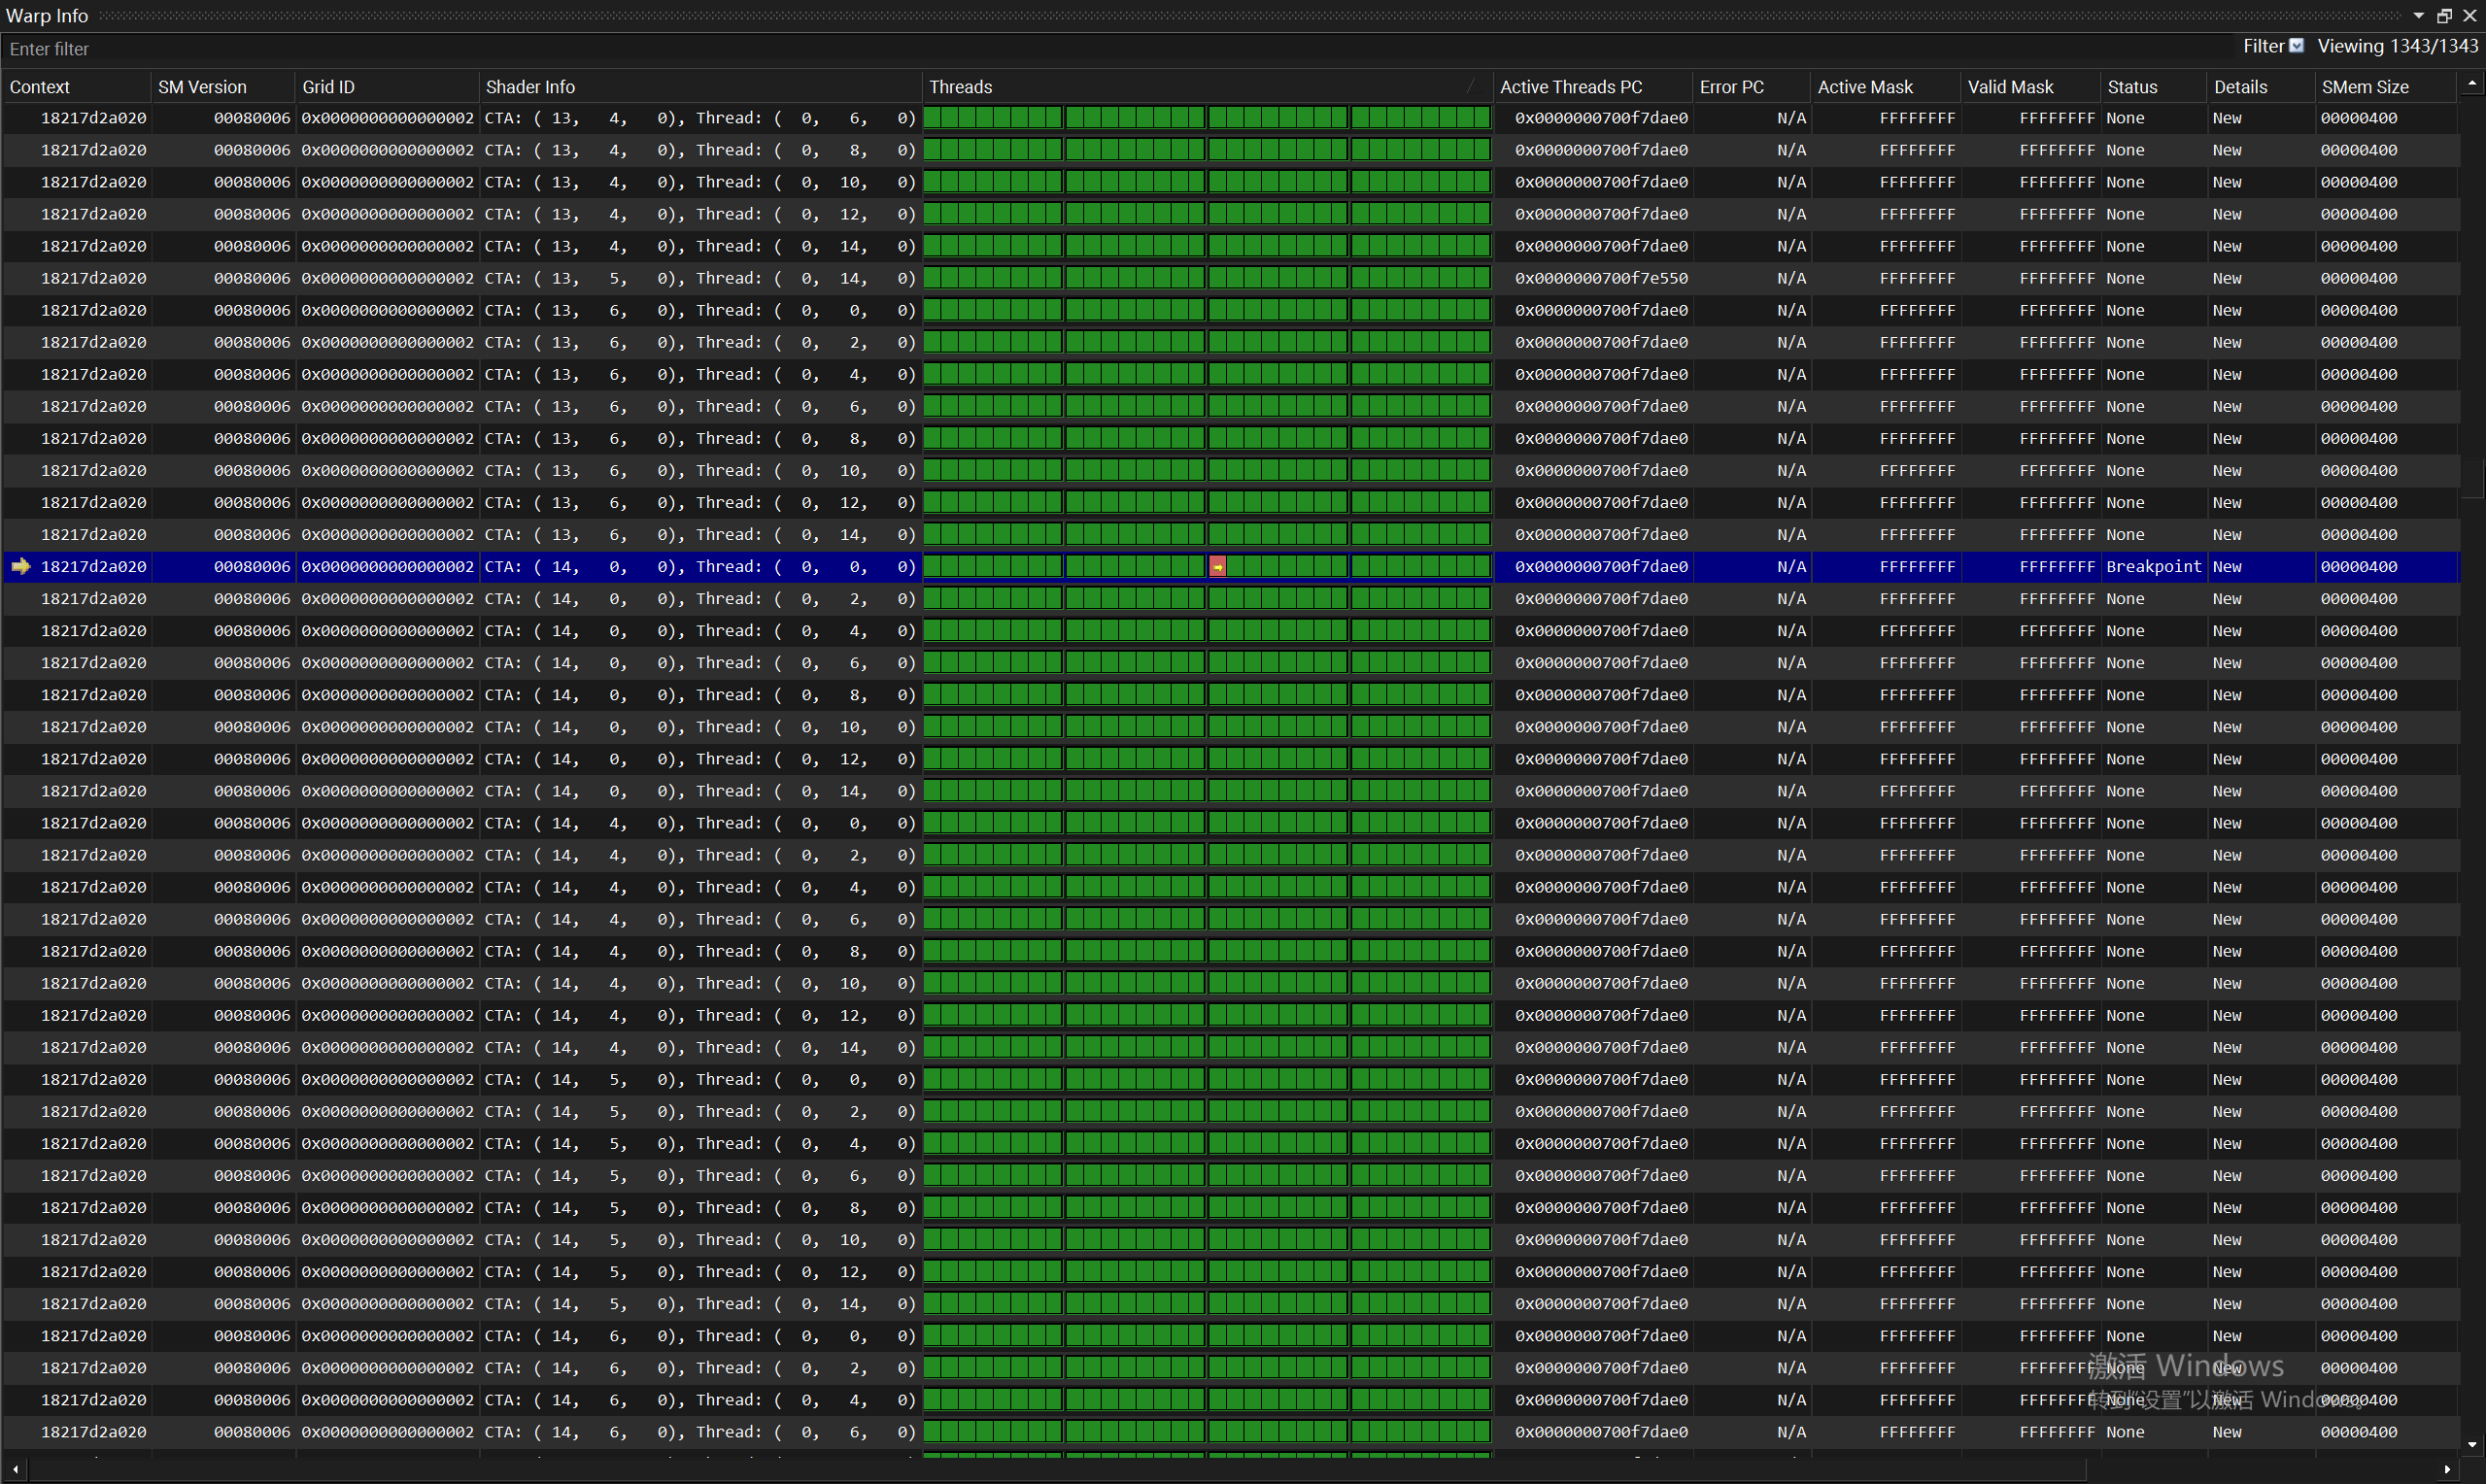 Warp Info
Enter filter Filter Viewing 1343/1343
Context SM Version Grid ID Shader Info Threads Active Threads PC Error PC Active Mask Valid Mask Status Details SMem Size
18217d2a020 00080006 0x0000000000000002 CTA: ( 13, 4, 0), Thread: ( 0, 6, 0) 0x0000000700f7dae0 N/A FFFFFFFF FFFFFFFF None New 00000400
18217d2a020 00080006 0x0000000000000002 CTA: ( 13, 4, 0), Thread: ( 0, 8, 0) 0x0000000700f7dae0 N/A FFFFFFFF FFFFFFFF None New 00000400
18217d2a020 00080006 0x0000000000000002 CTA: ( 13, 4, 0), Thread: ( 0, 10, 0) 0x0000000700f7dae0 N/A FFFFFFFF FFFFFFFF None New 00000400
18217d2a020 00080006 0x0000000000000002 CTA: ( 13, 4, 0), Thread: ( 0, 12, 0) 0x0000000700f7dae0 N/A FFFFFFFF FFFFFFFF None New 00000400
18217d2a020 00080006 0x0000000000000002 CTA: ( 13, 4, 0), Thread: ( 0, 14, 0) 0x0000000700f7dae0 N/A FFFFFFFF FFFFFFFF None New 00000400
18217d2a020 00080006 0x0000000000000002 CTA: ( 13, 5, 0), Thread: ( 0, 14, 0) 0x0000000700f7e550 N/A FFFFFFFF FFFFFFFF None New 00000400
18217d2a020 00080006 0x0000000000000002 CTA: ( 13, 6, 0), Thread: ( 0, 0, 0) 0x0000000700f7dae0 N/A FFFFFFFF FFFFFFFF None New 00000400
18217d2a020 00080006 0x0000000000000002 CTA: ( 13, 6, 0), Thread: ( 0, 2, 0) 0x0000000700f7dae0 N/A FFFFFFFF FFFFFFFF None New 00000400
18217d2a020 00080006 0x0000000000000002 CTA: ( 13, 6, 0), Thread: ( 0, 4, 0) 0x0000000700f7dae0 N/A FFFFFFFF FFFFFFFF None New 00000400
18217d2a020 00080006 0x0000000000000002 CTA: ( 13, 6, 0), Thread: ( 0, 6, 0) 0x0000000700f7dae0 N/A FFFFFFFF FFFFFFFF None New 00000400
18217d2a020 00080006 0x0000000000000002 CTA: ( 13, 6, 0), Thread: ( 0, 8, 0) 0x0000000700f7dae0 N/A FFFFFFFF FFFFFFFF None New 00000400
18217d2a020 00080006 0x0000000000000002 CTA: ( 13, 6, 0), Thread: ( 0, 10, 0) 0x0000000700f7dae0 N/A FFFFFFFF FFFFFFFF None New 00000400
18217d2a020 00080006 0x0000000000000002 CTA: ( 13, 6, 0), Thread: ( 0, 12, 0) 0x0000000700f7dae0 N/A FFFFFFFF FFFFFFFF None New 00000400
18217d2a020 00080006 0x0000000000000002 CTA: ( 13, 6, 0), Thread: ( 0, 14, 0) 0x0000000700f7dae0 N/A FFFFFFFF FFFFFFFF None New 00000400
18217d2a020 00080006 0x0000000000000002 CTA: ( 14, 0, 0), Thread: ( 0, 0, 0) 0x0000000700f7dae0 N/A FFFFFFFF FFFFFFFF Breakpoint New 00000400
18217d2a020 00080006 0x0000000000000002 CTA: ( 14, 0, 0), Thread: ( 0, 2, 0) 0x0000000700f7dae0 N/A FFFFFFFF FFFFFFFF None New 00000400
18217d2a020 00080006 0x0000000000000002 CTA: ( 14, 0, 0), Thread: ( 0, 4, 0) 0x0000000700f7dae0 N/A FFFFFFFF FFFFFFFF None New 00000400
18217d2a020 00080006 0x0000000000000002 CTA: ( 14, 0, 0), Thread: ( 0, 6, 0) 0x0000000700f7dae0 N/A FFFFFFFF FFFFFFFF None New 00000400
18217d2a020 00080006 0x0000000000000002 CTA: ( 14, 0, 0), Thread: ( 0, 8, 0) 0x0000000700f7dae0 N/A FFFFFFFF FFFFFFFF None New 00000400
18217d2a020 00080006 0x0000000000000002 CTA: ( 14, 0, 0), Thread: ( 0, 10, 0) 0x0000000700f7dae0 N/A FFFFFFFF FFFFFFFF None New 00000400
18217d2a020 00080006 0x0000000000000002 CTA: ( 14, 0, 0), Thread: ( 0, 12, 0) 0x0000000700f7dae0 N/A FFFFFFFF FFFFFFFF None New 00000400
18217d2a020 00080006 0x0000000000000002 CTA: ( 14, 0, 0), Thread: ( 0, 14, 0) 0x0000000700f7dae0 N/A FFFFFFFF FFFFFFFF None New 00000400
18217d2a020 00080006 0x0000000000000002 CTA: ( 14, 4, 0), Thread: ( 0, 0, 0) 0x0000000700f7dae0 N/A FFFFFFFF FFFFFFFF None New 00000400
18217d2a020 00080006 0x0000000000000002 CTA: ( 14, 4, 0), Thread: ( 0, 2, 0) 0x0000000700f7dae0 N/A FFFFFFFF FFFFFFFF None New 00000400
18217d2a020 00080006 0x0000000000000002 CTA: ( 14, 4, 0), Thread: ( 0, 4, 0) 0x0000000700f7dae0 N/A FFFFFFFF FFFFFFFF None New 00000400
18217d2a020 00080006 0x0000000000000002 CTA: ( 14, 4, 0), Thread: ( 0, 6, 0) 0x0000000700f7dae0 N/A FFFFFFFF FFFFFFFF None New 00000400
18217d2a020 00080006 0x0000000000000002 CTA: ( 14, 4, 0), Thread: ( 0, 8, 0) 0x0000000700f7dae0 N/A FFFFFFFF FFFFFFFF None New 00000400
18217d2a020 00080006 0x0000000000000002 CTA: ( 14, 4, 0), Thread: ( 0, 10, 0) 0x0000000700f7dae0 N/A FFFFFFFF FFFFFFFF None New 00000400
18217d2a020 00080006 0x0000000000000002 CTA: ( 14, 4, 0), Thread: ( 0, 12, 0) 0x0000000700f7dae0 N/A FFFFFFFF FFFFFFFF None New 00000400
18217d2a020 00080006 0x0000000000000002 CTA: ( 14, 4, 0), Thread: ( 0, 14, 0) 0x0000000700f7dae0 N/A FFFFFFFF FFFFFFFF None New 00000400
18217d2a020 00080006 0x0000000000000002 CTA: ( 14, 5, 0), Thread: ( 0, 0, 0) 0x0000000700f7dae0 N/A FFFFFFFF FFFFFFFF None New 00000400
18217d2a020 00080006 0x0000000000000002 CTA: ( 14, 5, 0), Thread: ( 0, 2, 0) 0x0000000700f7dae0 N/A FFFFFFFF FFFFFFFF None New 00000400
18217d2a020 00080006 0x0000000000000002 CTA: ( 14, 5, 0), Thread: ( 0, 4, 0) 0x0000000700f7dae0 N/A FFFFFFFF FFFFFFFF None New 00000400
18217d2a020 00080006 0x0000000000000002 CTA: ( 14, 5, 0), Thread: ( 0, 6, 0) 0x0000000700f7dae0 N/A FFFFFFFF FFFFFFFF None New 00000400
18217d2a020 00080006 0x0000000000000002 CTA: ( 14, 5, 0), Thread: ( 0, 8, 0) 0x0000000700f7dae0 N/A FFFFFFFF FFFFFFFF None New 00000400
18217d2a020 00080006 0x0000000000000002 CTA: ( 14, 5, 0), Thread: ( 0, 10, 0) 0x0000000700f7dae0 N/A FFFFFFFF FFFFFFFF None New 00000400
18217d2a020 00080006 0x0000000000000002 CTA: ( 14, 5, 0), Thread: ( 0, 12, 0) 0x0000000700f7dae0 N/A FFFFFFFF FFFFFFFF None New 00000400
18217d2a020 00080006 0x0000000000000002 CTA: ( 14, 5, 0), Thread: ( 0, 14, 0) 0x0000000700f7dae0 N/A FFFFFFFF FFFFFFFF None New 00000400
18217d2a020 00080006 0x0000000000000002 CTA: ( 14, 6, 0), Thread: ( 0, 0, 0) 0x0000000700f7dae0 N/A FFFFFFFF FFFFFFFF None New 00000400
18217d2a020 00080006 0x0000000000000002 CTA: ( 14, 6, 0), Thread: ( 0, 2, 0) 0x0000000700f7dae0 N/A FFFFFFFF FFFFFFFF None New 00000400
18217d2a020 00080006 0x0000000000000002 CTA: ( 14, 6, 0), Thread: ( 0, 4, 0) 0x0000000700f7dae0 N/A FFFFFFFF FFFFFFFF None New 00000400
18217d2a020 00080006 0x0000000000000002 CTA: ( 14, 6, 0), Thread: ( 0, 6, 0) 0x0000000700f7dae0 N/A FFFFFFFF FFFFFFFF None New 00000400
激活 Windows
转到“设置”以激活 Windows。